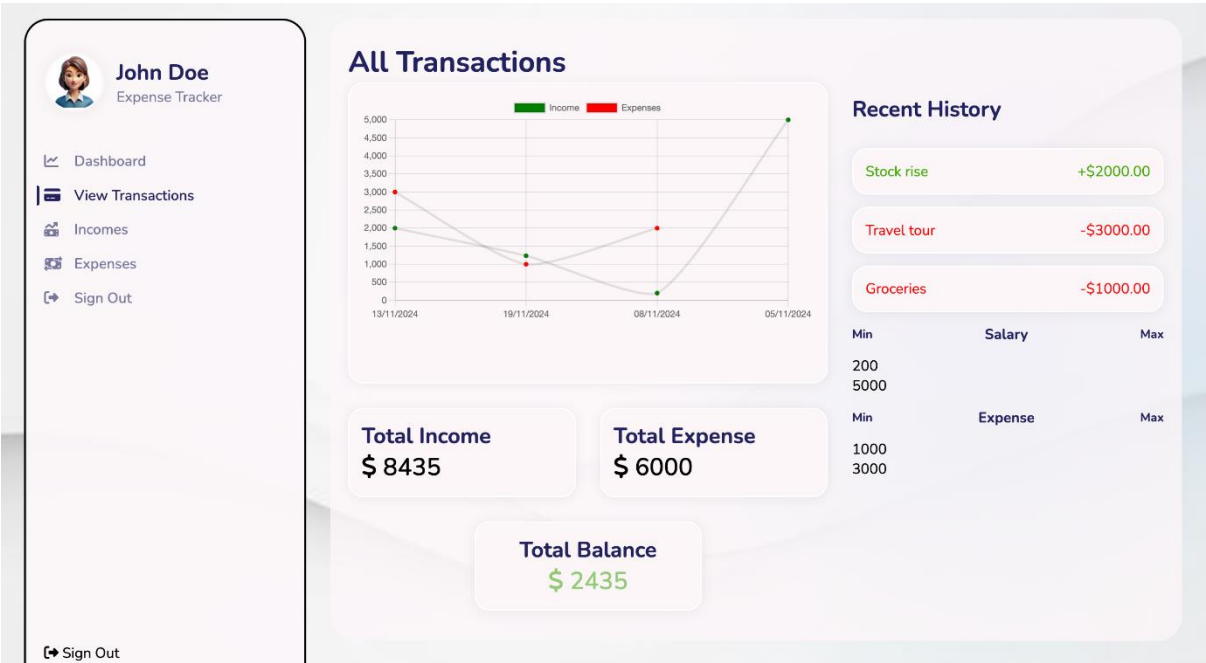 John Doe
Expense Tracker
Dashboard
View Transactions
Incomes
Expenses
Sign Out
Sign Out
All Transactions
Income Expenses
5,000
4,500
4,000
3,500
3,000
2,500
2,000
1,500
1,000
500
0
13/11/2024 19/11/2024 08/11/2024 05/11/2024
Total Income
$ 8435
Total Expense
$ 6000
Total Balance
$ 2435
Recent History
Stock rise +$2000.00
Travel tour -$3000.00
Groceries -$1000.00
Min Salary Max
200
5000
Min Expense Max
1000
3000